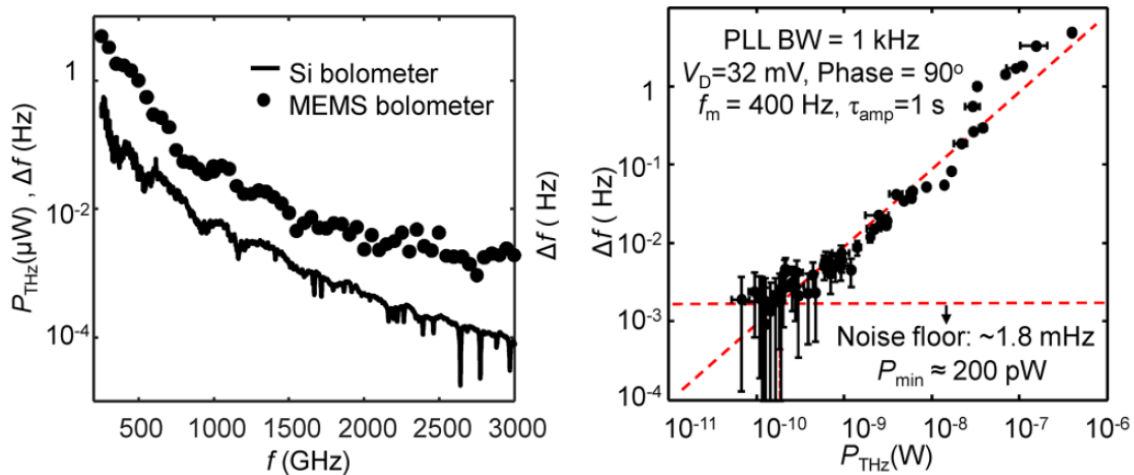 P_THz(μW) , Δf (Hz)
1
10^-2
10^-4
Si bolometer
MEMS bolometer
500 1000 1500 2000 2500 3000
f (GHz)
Δf ( Hz)
Δf (Hz)
1
10^-1
10^-2
10^-3
10^-4
PLL BW = 1 kHz
V_D=32 mV, Phase = 90°
f_m = 400 Hz, τ_amp=1 s
Noise floor: ~1.8 mHz
P_min ≈ 200 pW
10^-11 10^-10 10^-9 10^-8 10^-7 10^-6
P_THz(W)